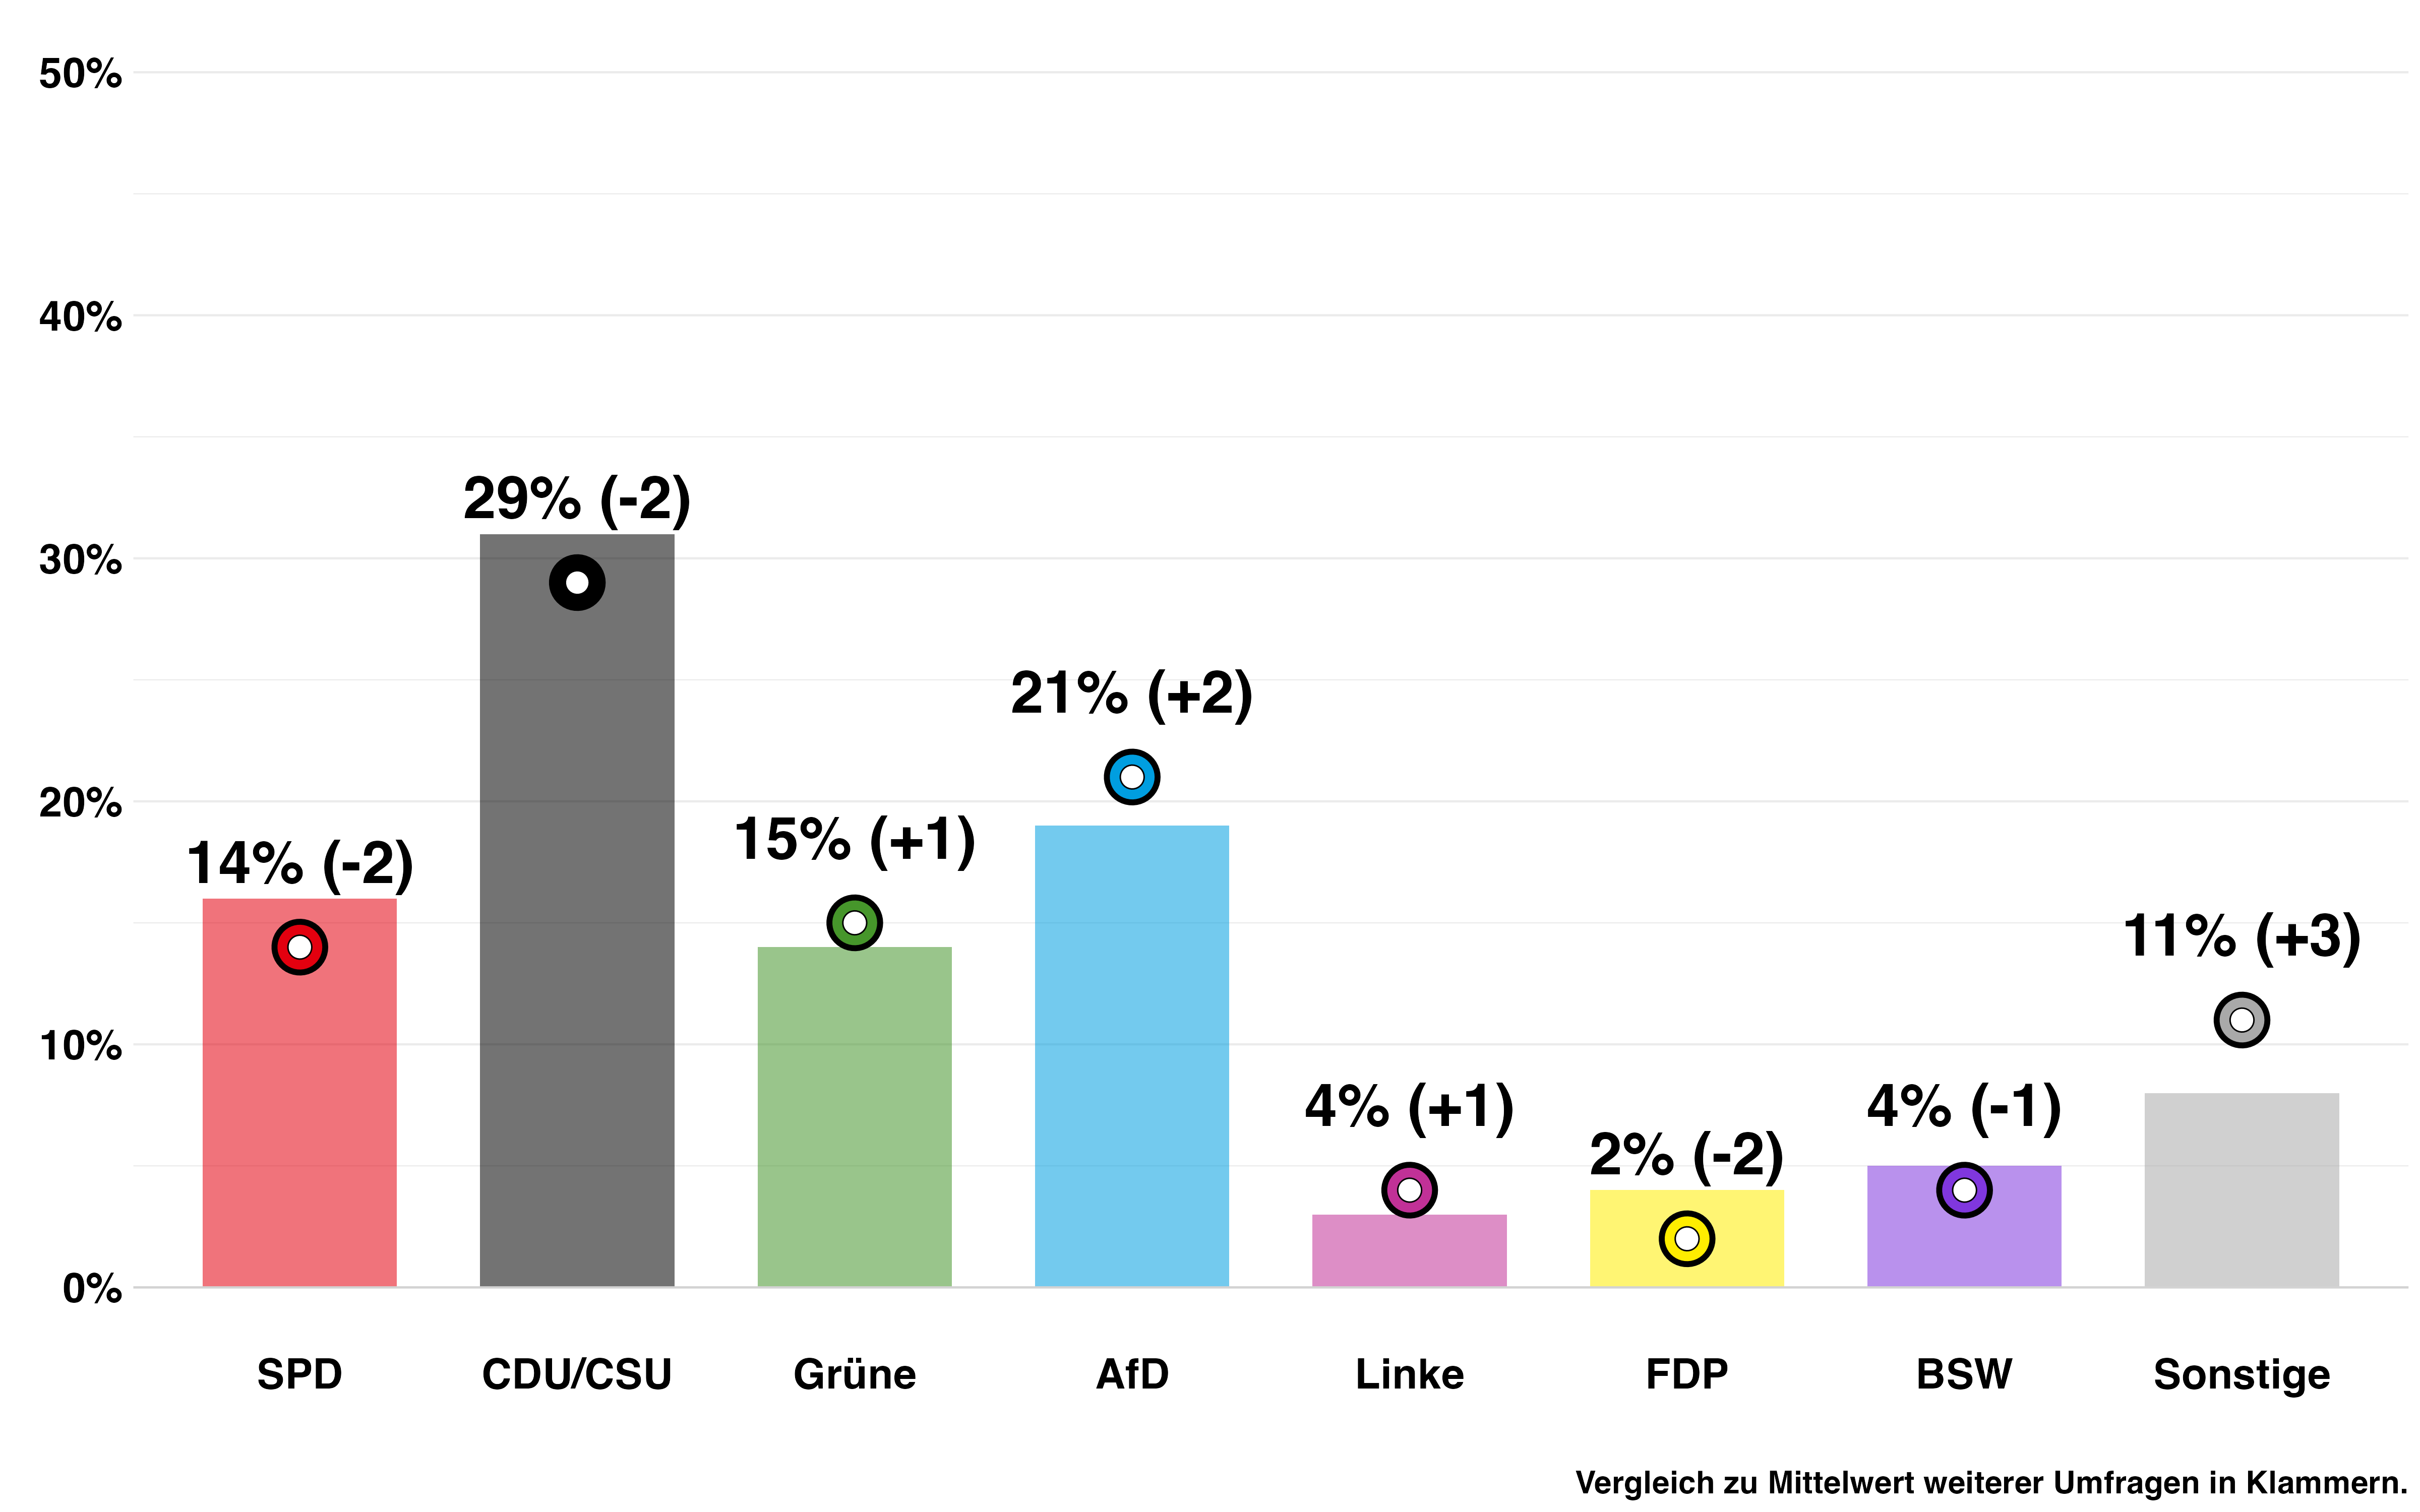 50%
40%
30%
20%
10%
0%
14% (-2)
29% (-2)
15% (+1)
21% (+2)
4% (+1)
2% (-2)
4% (-1)
11% (+3)
SPD
CDU/CSU
Grüne
AfD
Linke
FDP
BSW
Sonstige
Vergleich zu Mittelwert weiterer Umfragen in Klammern.